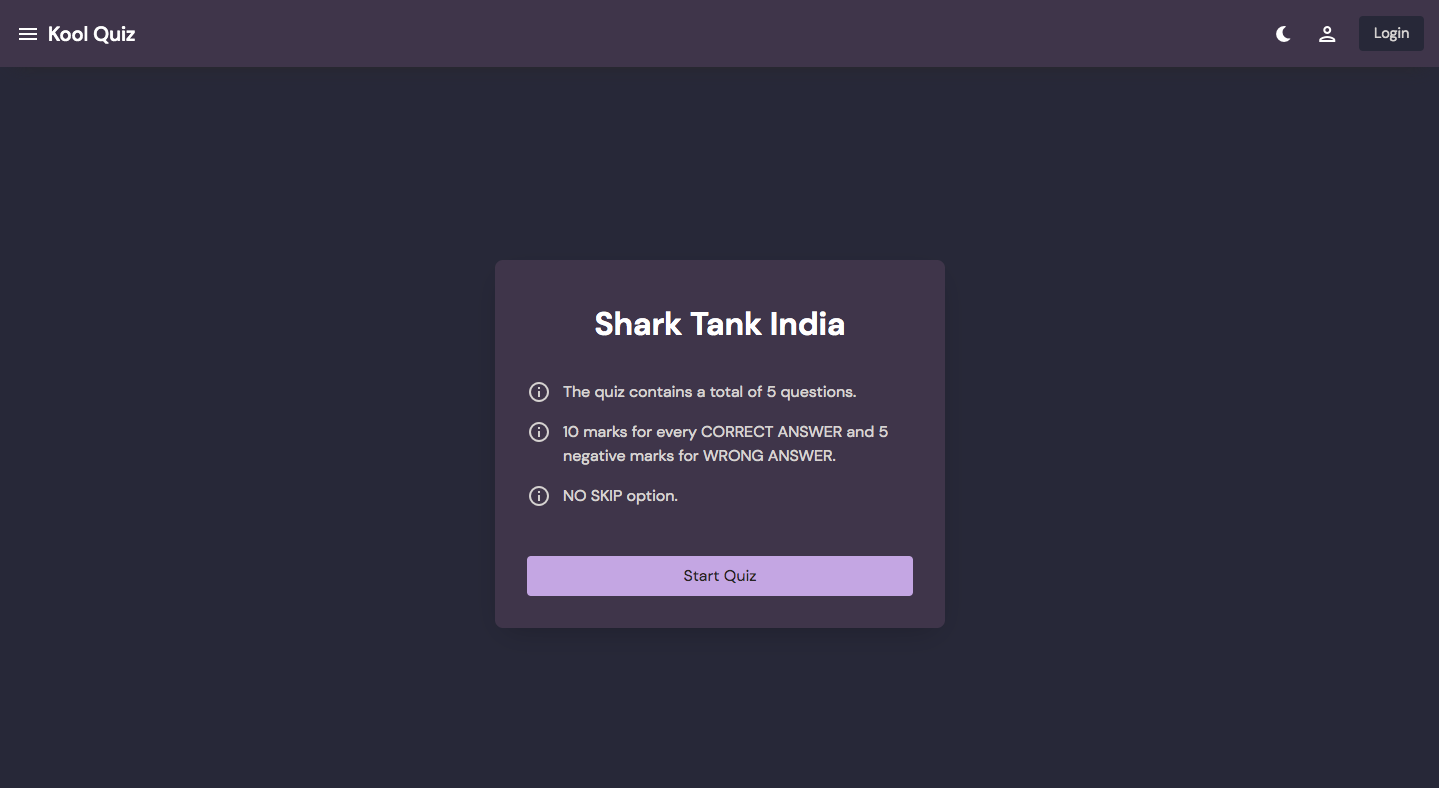 Kool Quiz
Login
Shark Tank India
The quiz contains a total of 5 questions.
10 marks for every CORRECT ANSWER and 5
negative marks for WRONG ANSWER.
NO SKIP option.
Start Quiz